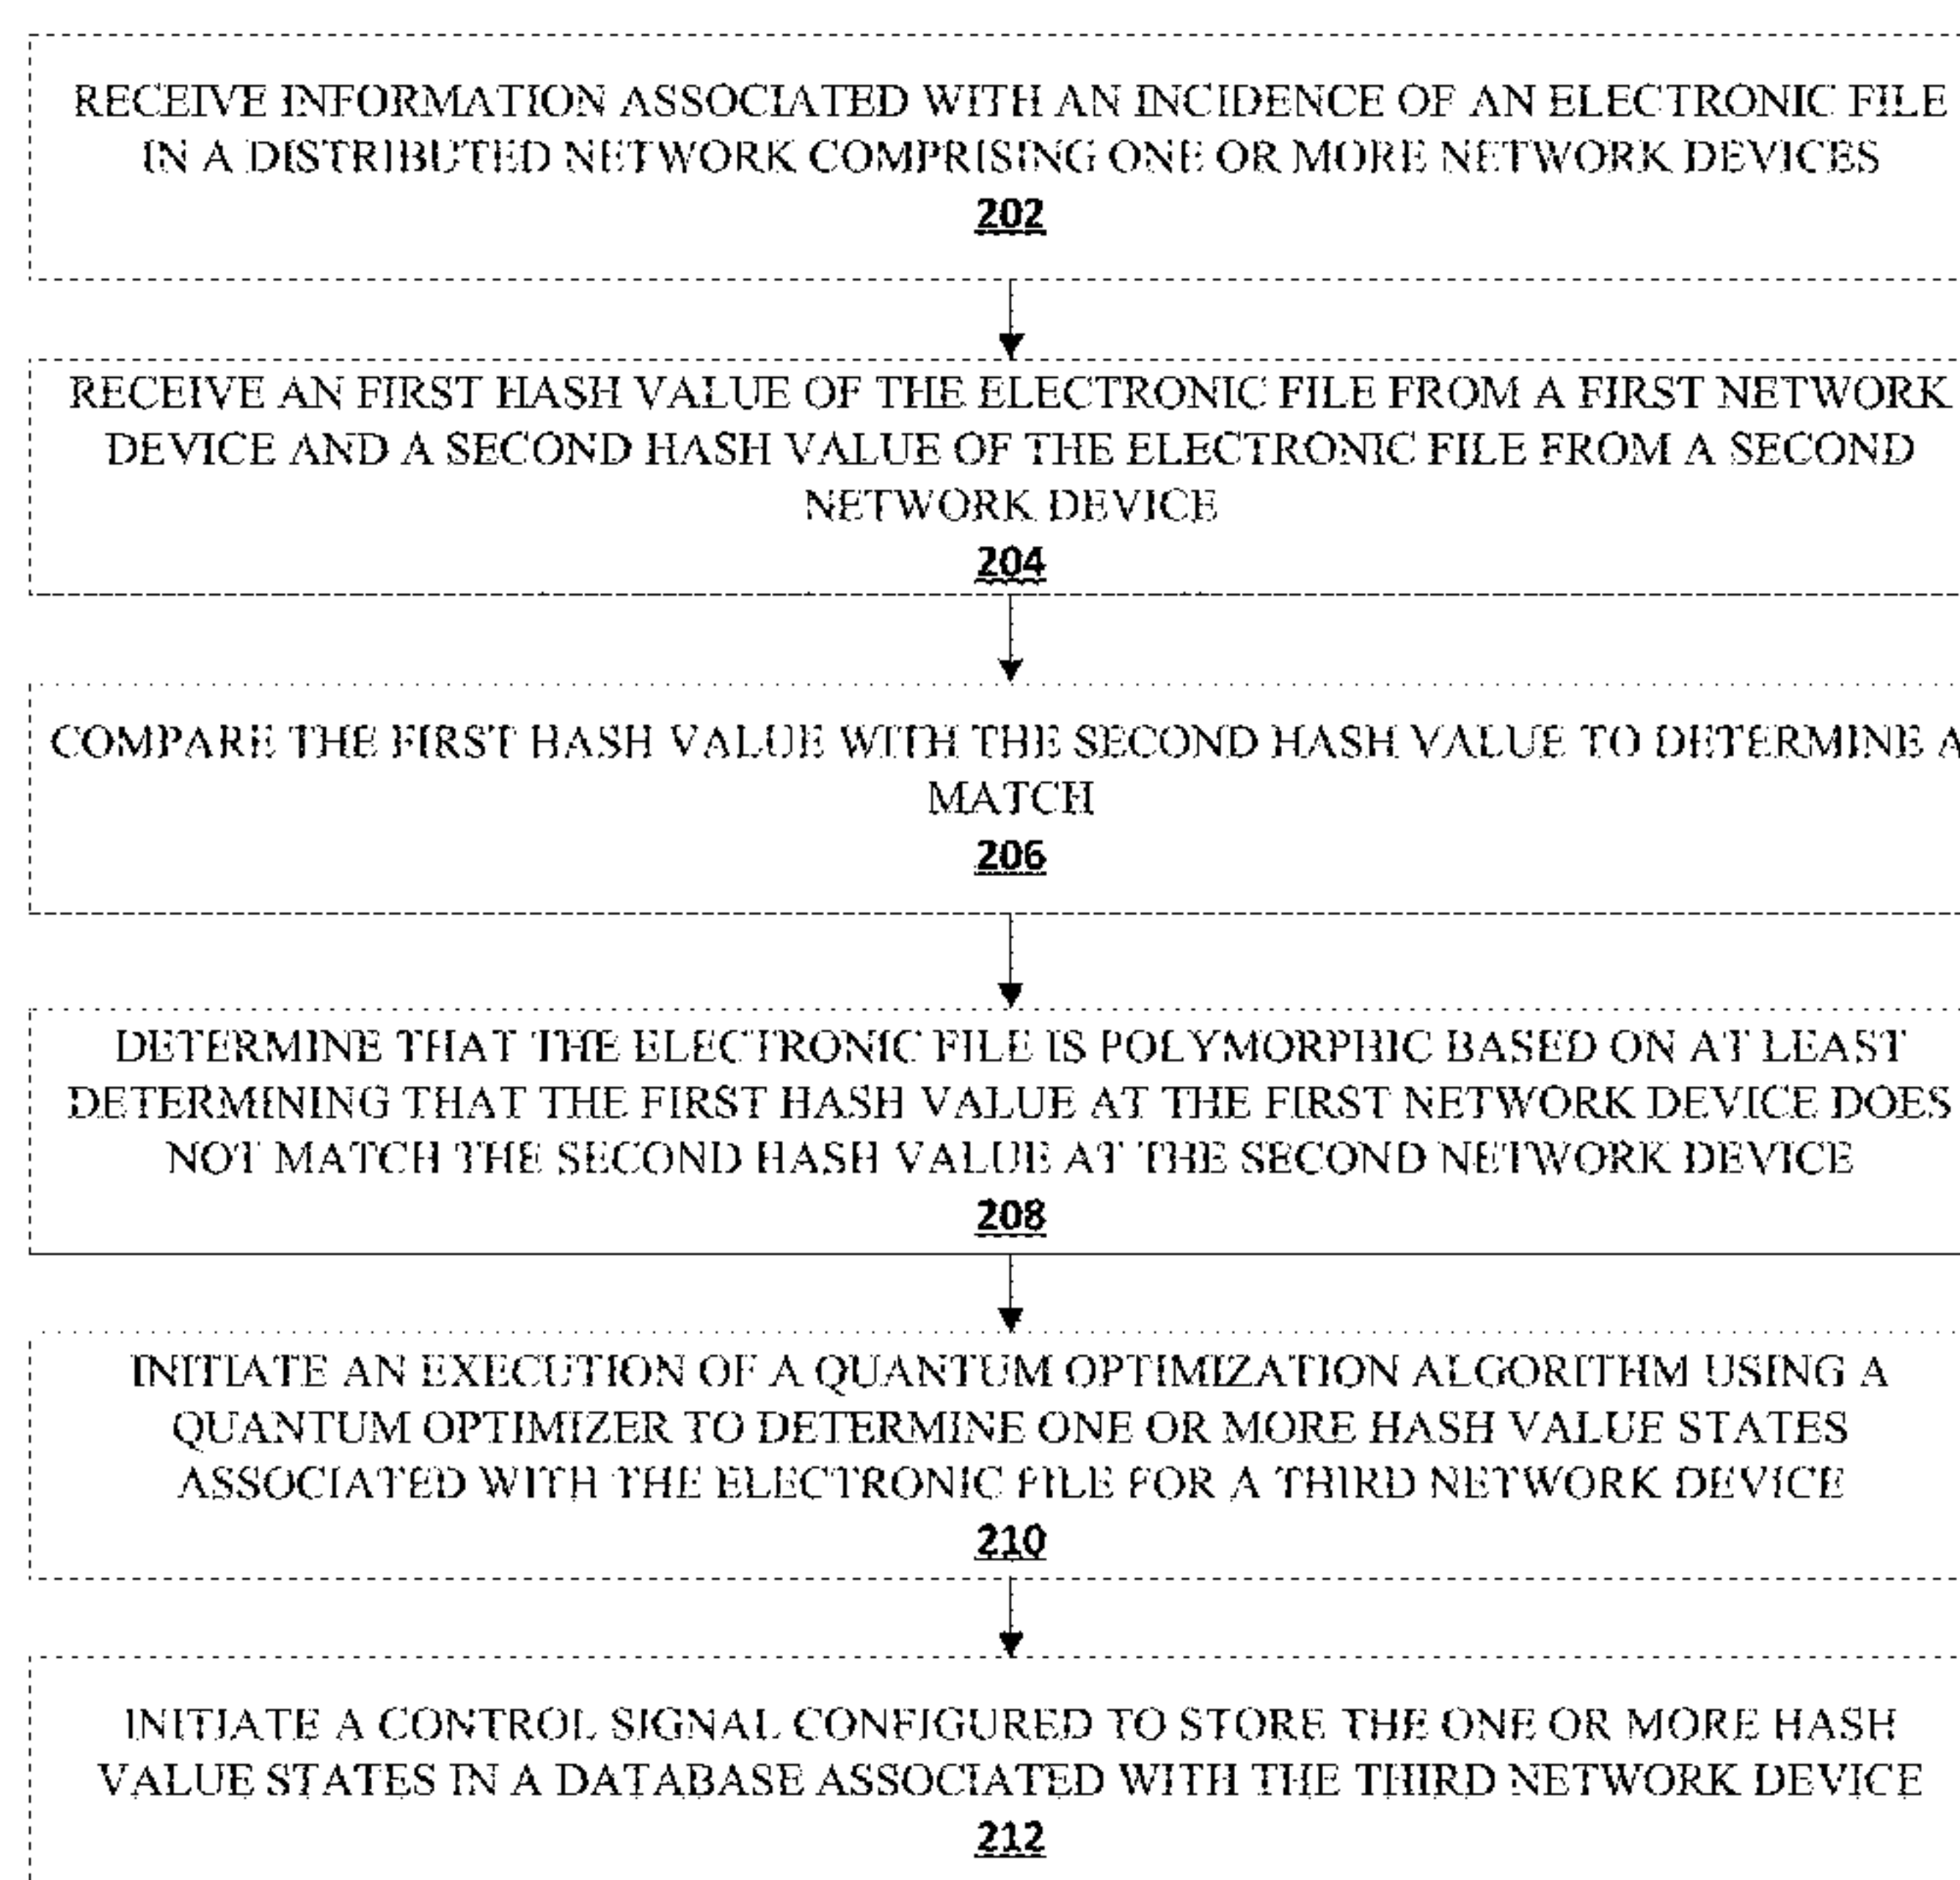 RECEIVE INFORMATION ASSOCIATED WITH AN INCIDENCE OF AN ELECTRONIC FILE
IN A DISTRIBUTED NETWORK COMPRISING ONE OR MORE NETWORK DEVICES
202
RECEIVE AN FIRST HASH VALUE OF THE ELECTRONIC FILE FROM A FIRST NETWORK
DEVICE AND A SECOND HASH VALUE OF THE ELECTRONIC FILE FROM A SECOND
NETWORK DEVICE
204
COMPARE THE FIRST HASH VALUE WITH THE SECOND HASH VALUE TO DETERMINE A
MATCH
206
DETERMINE THAT THE ELECTRONIC FILE IS POLYMORPHIC BASED ON AT LEAST
DETERMINING THAT THE FIRST HASH VALUE AT THE FIRST NETWORK DEVICE DOES
NOT MATCH THE SECOND HASH VALUE AT THE SECOND NETWORK DEVICE
208
INITIATE AN EXECUTION OF A QUANTUM OPTIMIZATION ALGORITHM USING A
QUANTUM OPTIMIZER TO DETERMINE ONE OR MORE HASH VALUE STATES
ASSOCIATED WITH THE ELECTRONIC FILE FOR A THIRD NETWORK DEVICE
210
INITIATE A CONTROL SIGNAL CONFIGURED TO STORE THE ONE OR MORE HASH
VALUE STATES IN A DATABASE ASSOCIATED WITH THE THIRD NETWORK DEVICE
212